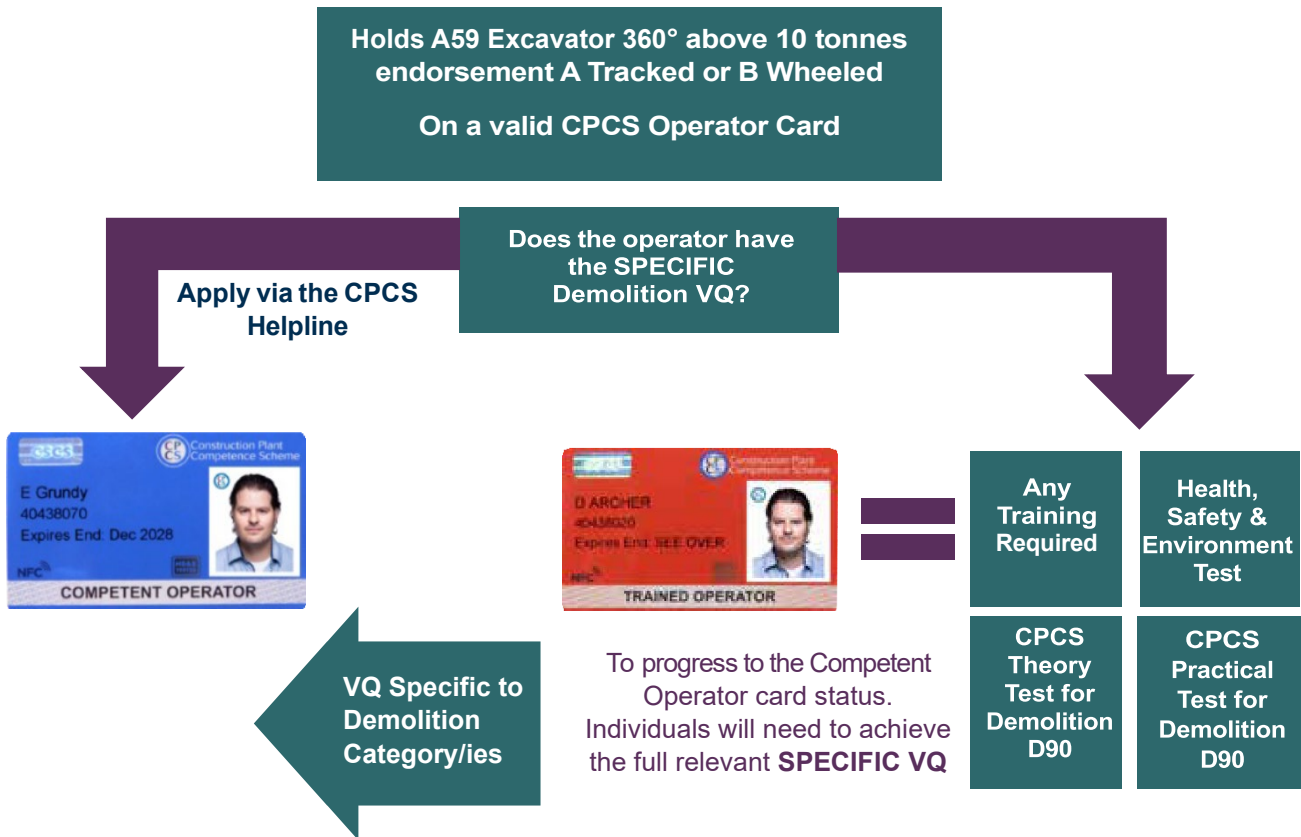 Holds A59 Excavator 360° above 10 tonnes
endorsement A Tracked or B Wheeled
On a valid CPCS Operator Card
Does the operator have
the SPECIFIC
Demolition VQ?
Apply via the CPCS
Helpline
CPCS
Construction Plant
Competence Scheme
E Grundy
40438070
Expires End: Dec 2028
NFC
COMPETENT OPERATOR
Construction Plant
Competence Scheme
D ARCHER
40438020
Expires End: SEE OVER
NFC
TRAINED OPERATOR
Any
Training
Required
Health,
Safety &
Environment
Test
CPCS
Theory
Test for
Demolition
D90
CPCS
Practical
Test for
Demolition
D90
To progress to the Competent
Operator card status.
Individuals will need to achieve
the full relevant SPECIFIC VQ
VQ Specific to
Demolition
Category/ies